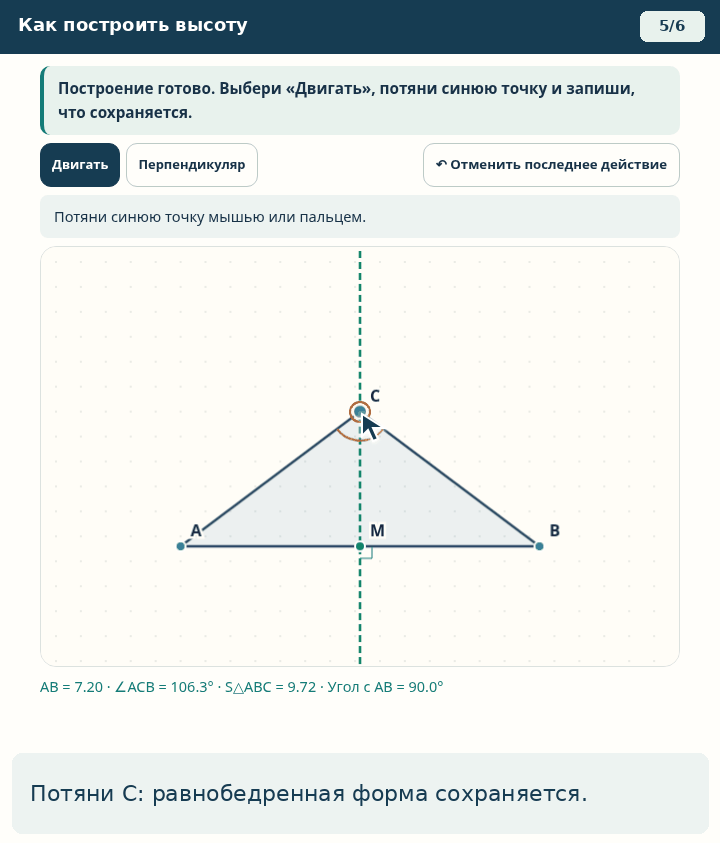 Как построить высоту
5/6
Построение готово. Выбери «Двигать», потяни синюю точку и запиши,
что сохраняется.
Двигать
Перпендикуляр
↶ Отменить последнее действие
Потяни синюю точку мышью или пальцем.
C
A
M
B
AB = 7.20 · ∠ACB = 106.3° · S△ABC = 9.72 · Угол с AB = 90.0°
Потяни C: равнобедренная форма сохраняется.